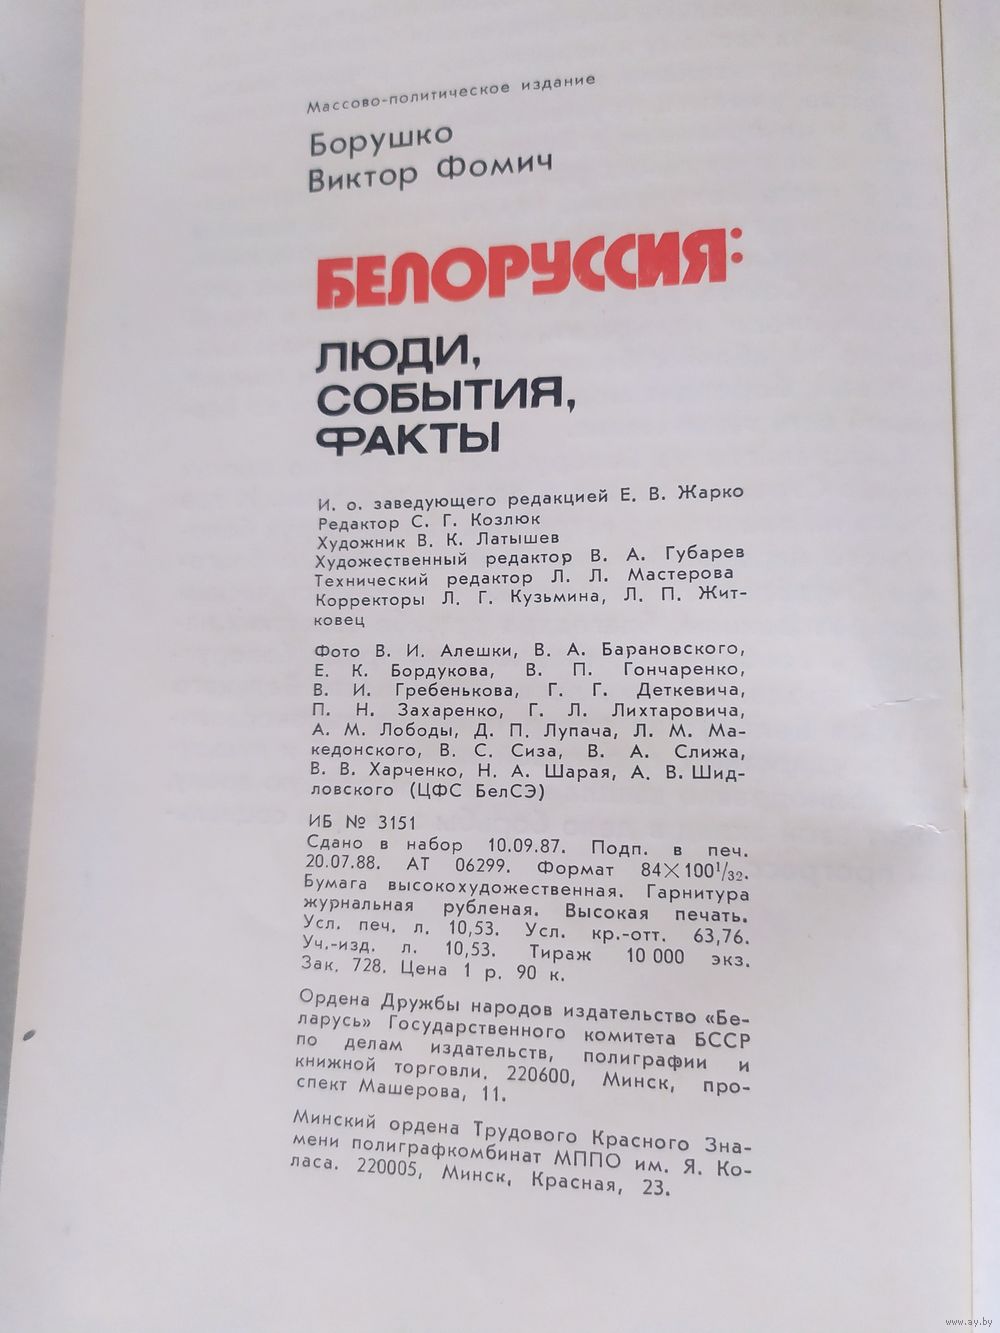 Массово-политическое издание
Борушко
Виктор Фомич
БЕЛОРУССИЯ:
ЛЮДИ,
СОБЫТИЯ,
ФАКТЫ
И. о. заведующего редакцией Е. В. Жарко
Редактор С. Г. Козлюк
Художник В. К. Латышев
Художественный редактор В. А. Губарев
Технический редактор Л. Л. Мастерова
Корректоры Л. Г. Кузьмина, Л. П. Жит-
ковец
Фото В. И. Алешки, В. А. Барановского,
Е. К. Бордукова, В. П. Гончаренко,
В. И. Гребенькова, Г. Г. Деткевича,
П. Н. Захаренко, Г. Л. Лихтаровича,
А. М. Лободы, Д. П. Лупача, Л. М. Ма-
кедонского, В. С. Сиза, В. А. Слижа,
В. В. Харченко, Н. А. Шарая, А. В. Шид-
ловского (ЦФС БелСЭ)
ИБ № 3151
Сдано в набор 10.09.87. Подп. в печ.
20.07.88. АТ 06299. Формат 84×100¹/₃₂.
Бумага высокохудожественная. Гарнитура
журнальная рубленая. Высокая печать.
Усл. печ. л. 10,53. Усл. кр.-отт. 63,76.
Уч.-изд. л. 10,53. Тираж 10 000 экз.
Зак. 728. Цена 1 р. 90 к.
Ордена Дружбы народов издательство «Бе-
ларусь» Государственного комитета БССР
по делам издательств, полиграфии и
книжной торговли. 220600, Минск, про-
спект Машерова, 11.
Минский ордена Трудового Красного Зна-
мени полиграфкомбинат МППО им. Я. Ко-
ласа. 220005, Минск, Красная, 23.
www.ay.by